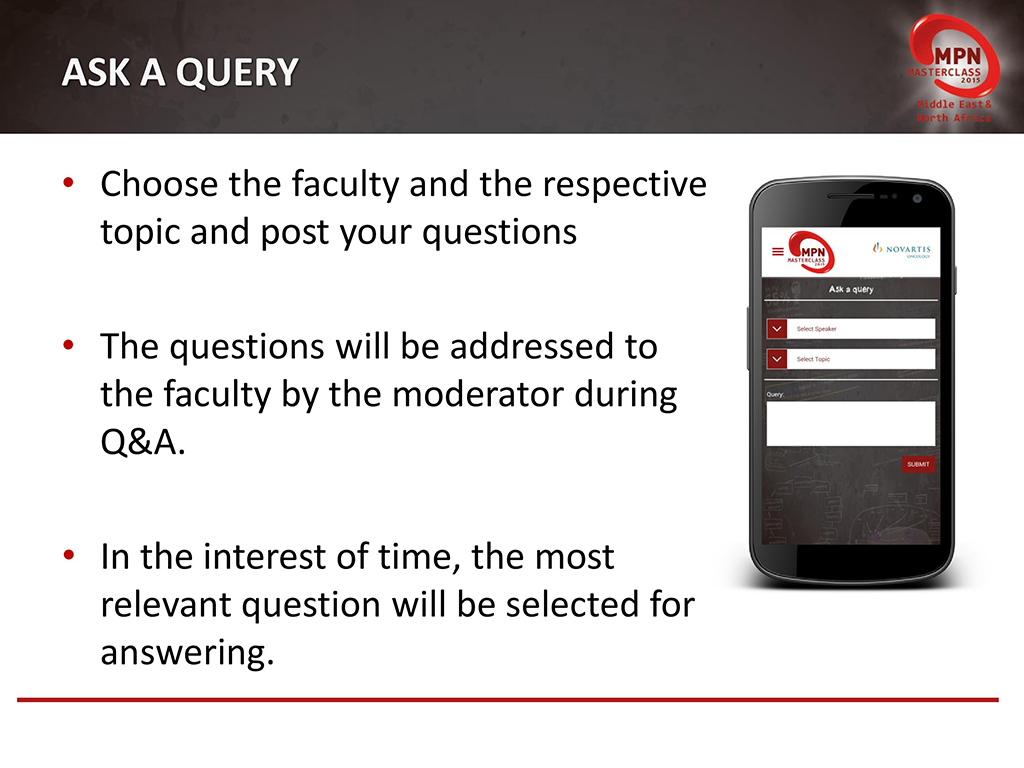 ASK A QUERY
MPN
MASTERCLASS
2015
Middle East &
North Africa
• Choose the faculty and the respective
topic and post your questions
• The questions will be addressed to
the faculty by the moderator during
Q&A.
• In the interest of time, the most
relevant question will be selected for
answering.
MPN
MASTERCLASS
2015
NOVARTIS
ONCOLOGY
Ask a query
Select Speaker
Select Topic
Query:
SUBMIT